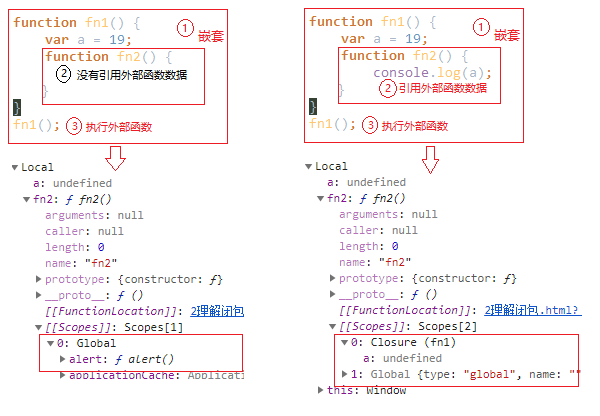 function fn1() {
① 嵌套
var a = 19;
function fn2() {
② 没有引用外部函数数据
}
}
fn1(); ③ 执行外部函数
Local
a: undefined
fn2: ƒ fn2()
arguments: null
caller: null
length: 0
name: "fn2"
prototype: {constructor: ƒ}
__proto__: ƒ ()
[[FunctionLocation]]: 2理解闭包
[[Scopes]]: Scopes[1]
0: Global
alert: ƒ alert()
applicationCache: Application
function fn1() {
① 嵌套
var a = 19;
function fn2() {
console.log(a);
} ② 引用外部函数数据
}
fn1(); ③ 执行外部函数
Local
a: undefined
fn2: ƒ fn2()
arguments: null
caller: null
length: 0
name: "fn2"
prototype: {constructor: ƒ}
__proto__: ƒ ()
[[FunctionLocation]]: 2理解闭包.html?
[[Scopes]]: Scopes[2]
0: Closure (fn1)
a: undefined
1: Global {type: "global", name: ""
this: Window